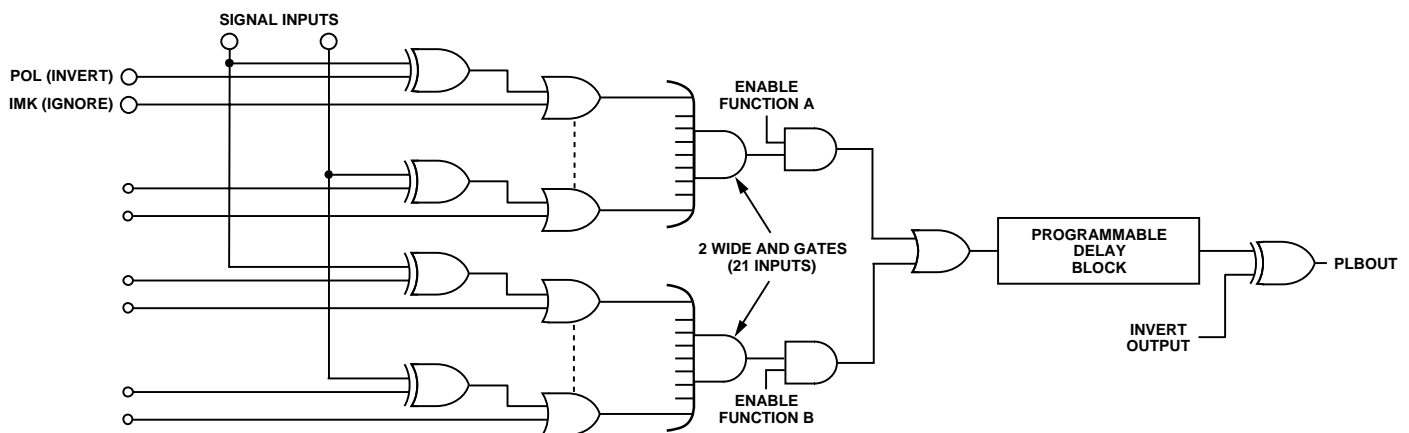 SIGNAL INPUTS
POL (INVERT)
IMK (IGNORE)
ENABLE
FUNCTION A
2 WIDE AND GATES
(21 INPUTS)
PROGRAMMABLE
DELAY
BLOCK
PLBOUT
INVERT
OUTPUT
ENABLE
FUNCTION B